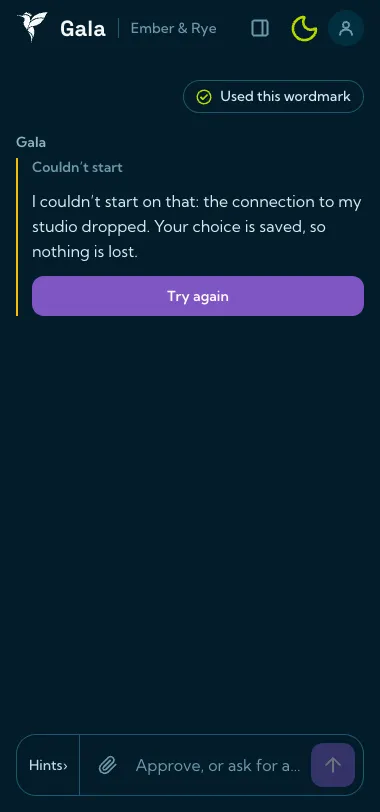 Gala
Ember & Rye
Used this wordmark
Gala
Couldn’t start
I couldn’t start on that: the connection to my
studio dropped. Your choice is saved, so
nothing is lost.
Try again
Hints›
Approve, or ask for a...